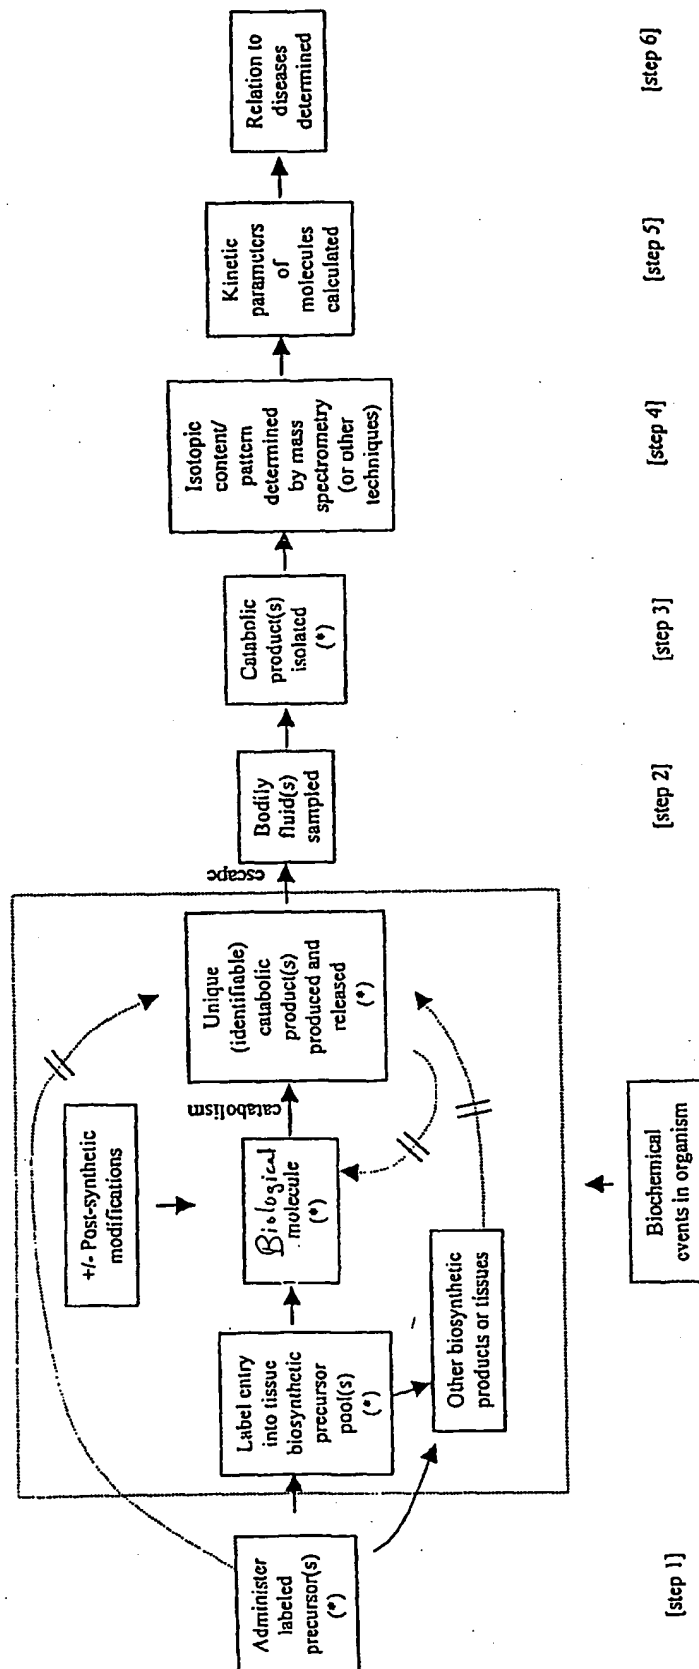 Administer
labeled
precursor(s)
(*)
Label entry
into tissue
biosynthetic
precursor
pool(s)
(*)
+/- Post-synthetic
modifications
Biological
molecule
(*)
Other biosynthetic
products or tissues
catabolism
Unique
(identifiable)
catabolic
product(s)
produced and
released
(*)
escape
Biochemical
events in organism
Bodily
fluid(s)
sampled
Catabolic
product(s)
isolated
(*)
Isotopic
content/
pattern
determined
by mass
spectrometry
(or other
techniques)
Kinetic
parameters
of
molecules
calculated
Relation to
diseases
determined
[step 1]
[step 2]
[step 3]
[step 4]
[step 5]
[step 6]